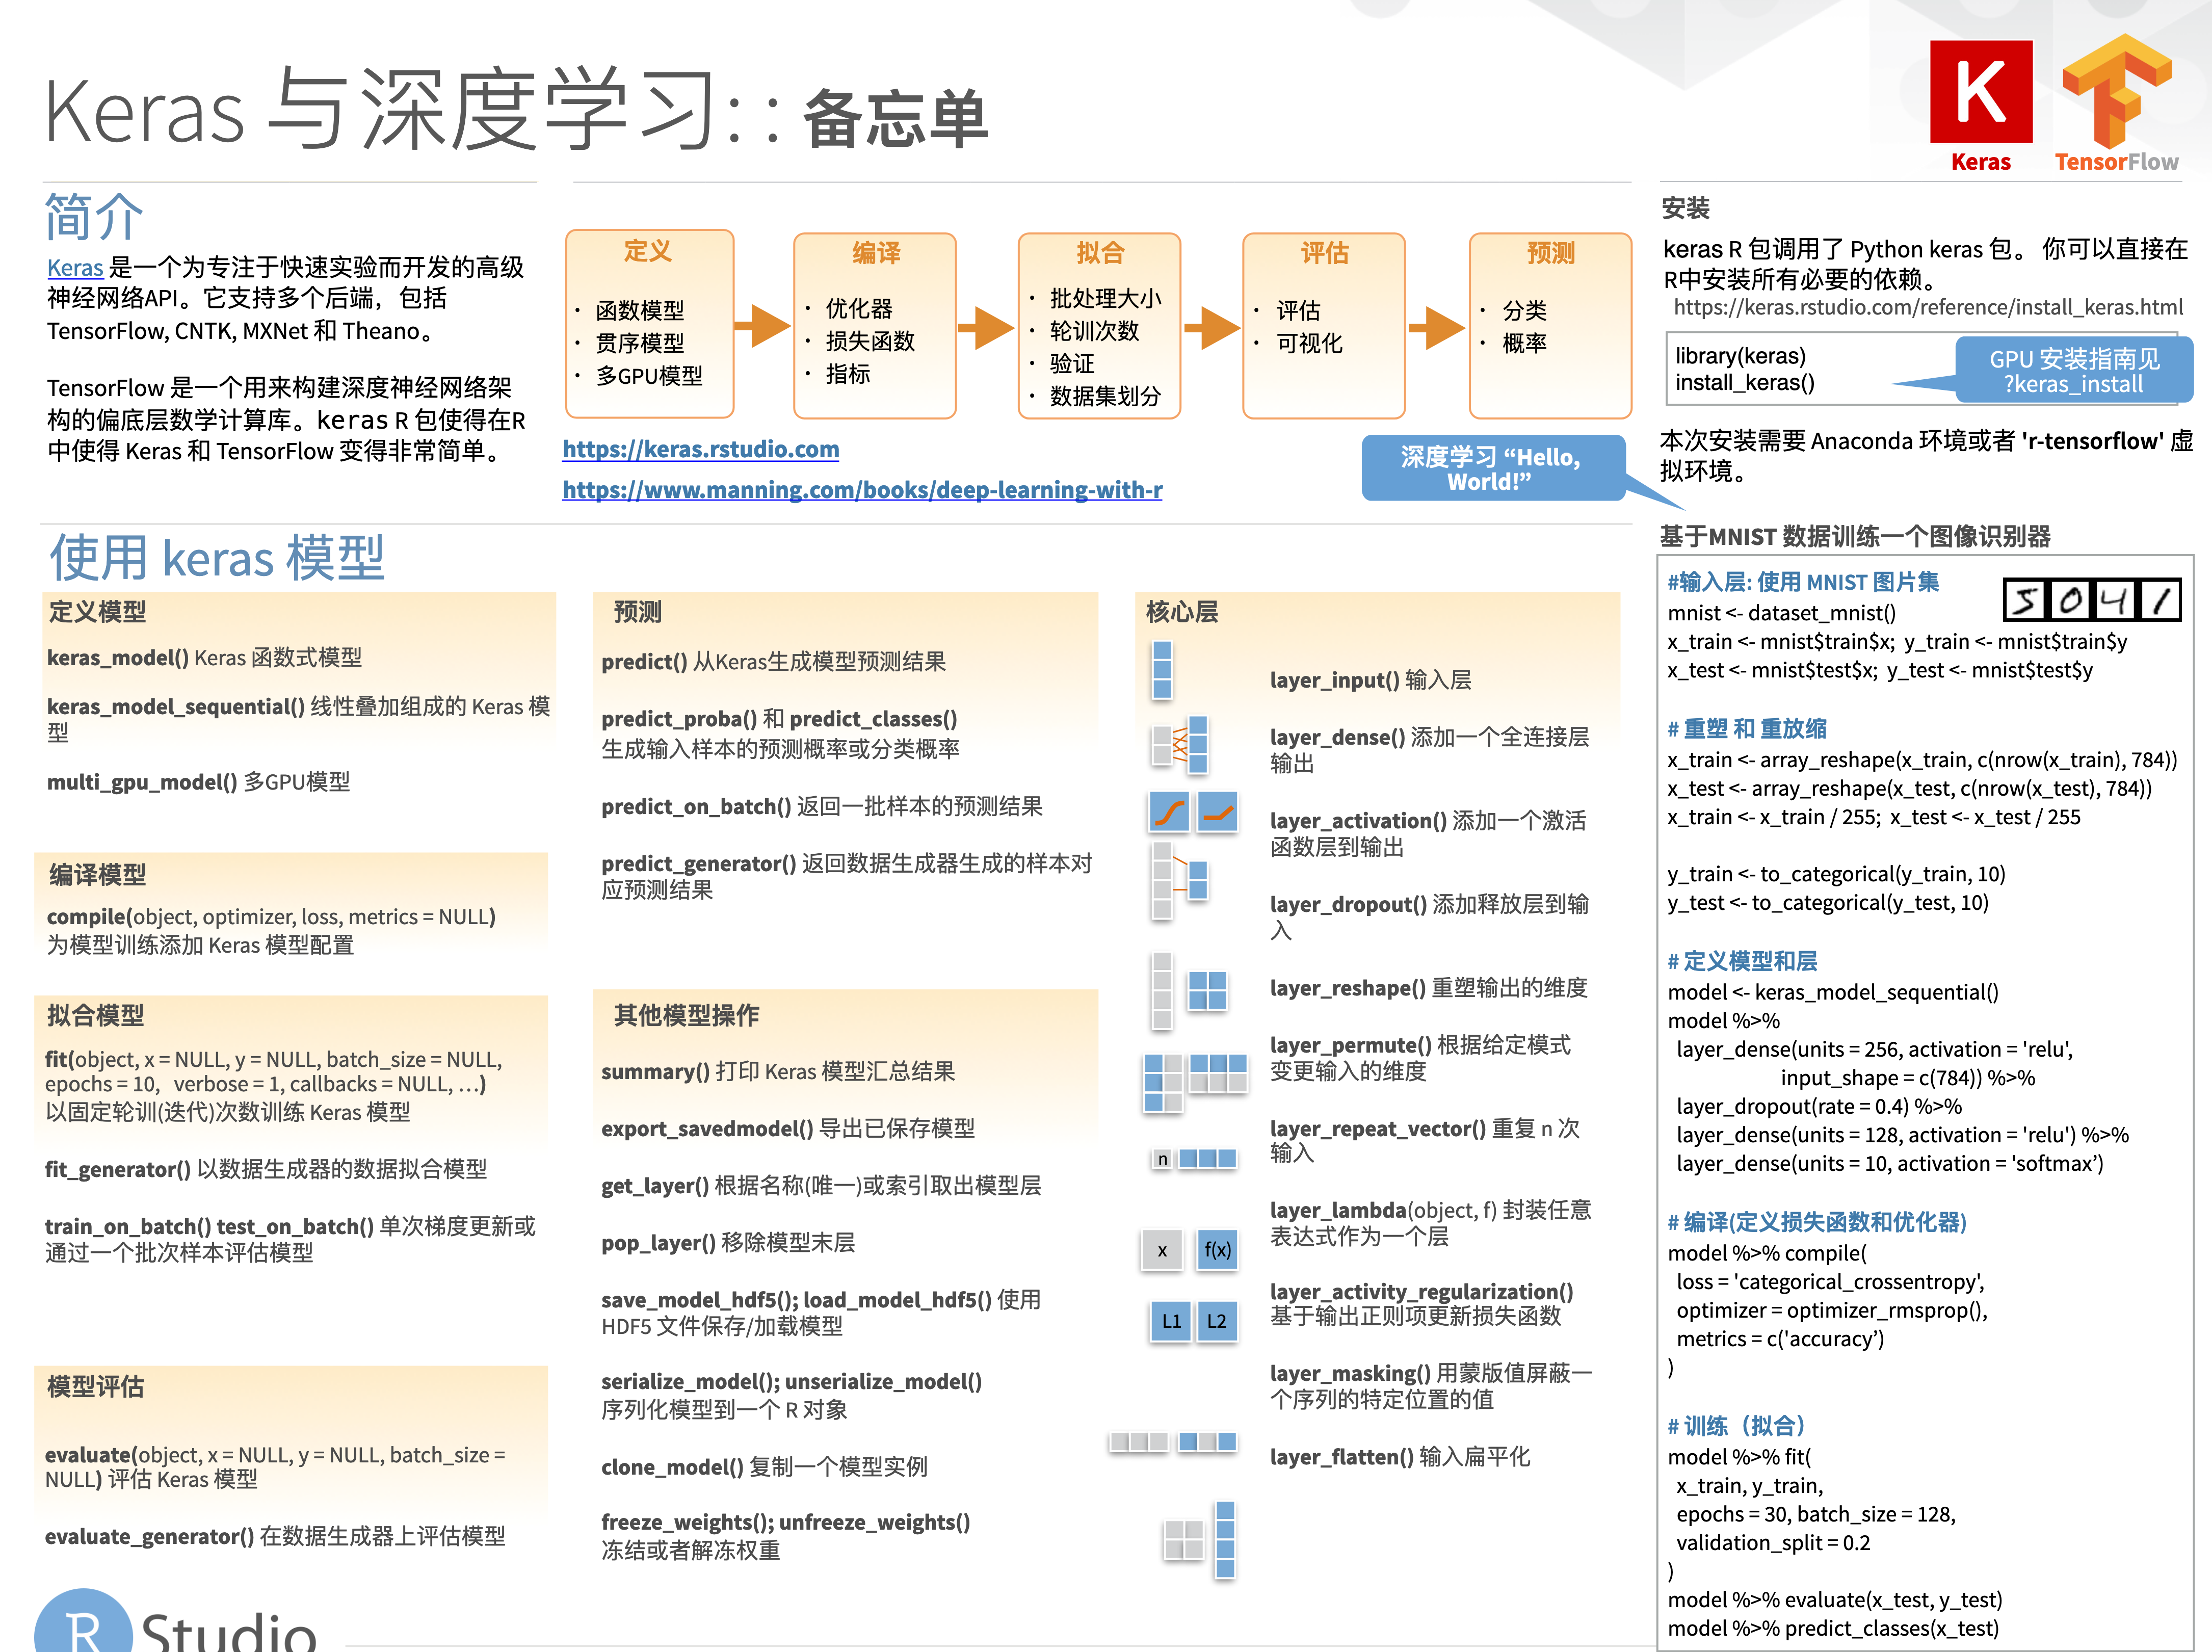 Keras 与深度学习: : 备忘单
K
Keras
TensorFlow
简介
Keras 是一个为专注于快速实验而开发的高级
神经网络API。它支持多个后端，包括
TensorFlow, CNTK, MXNet 和 Theano。
TensorFlow 是一个用来构建深度神经网络架
构的偏底层数学计算库。keras R 包使得在R
中使得 Keras 和 TensorFlow 变得非常简单。
定义
• 函数模型
• 贯序模型
• 多GPU模型
编译
• 优化器
• 损失函数
• 指标
拟合
• 批处理大小
• 轮训次数
• 验证
• 数据集划分
评估
• 评估
• 可视化
预测
• 分类
• 概率
https://keras.rstudio.com
https://www.manning.com/books/deep-learning-with-r
深度学习 “Hello,
World!”
安装
keras R 包调用了 Python keras 包。 你可以直接在
R中安装所有必要的依赖。
https://keras.rstudio.com/reference/install_keras.html
library(keras)
install_keras()
GPU 安装指南见
?keras_install
本次安装需要 Anaconda 环境或者 'r-tensorflow' 虚
拟环境。
使用 keras 模型
定义模型
keras_model() Keras 函数式模型
keras_model_sequential() 线性叠加组成的 Keras 模
型
multi_gpu_model() 多GPU模型
编译模型
compile(object, optimizer, loss, metrics = NULL)
为模型训练添加 Keras 模型配置
拟合模型
fit(object, x = NULL, y = NULL, batch_size = NULL,
epochs = 10, verbose = 1, callbacks = NULL, …)
以固定轮训(迭代)次数训练 Keras 模型
fit_generator() 以数据生成器的数据拟合模型
train_on_batch() test_on_batch() 单次梯度更新或
通过一个批次样本评估模型
模型评估
evaluate(object, x = NULL, y = NULL, batch_size =
NULL) 评估 Keras 模型
evaluate_generator() 在数据生成器上评估模型
预测
predict() 从Keras生成模型预测结果
predict_proba() 和 predict_classes()
生成输入样本的预测概率或分类概率
predict_on_batch() 返回一批样本的预测结果
predict_generator() 返回数据生成器生成的样本对
应预测结果
其他模型操作
summary() 打印 Keras 模型汇总结果
export_savedmodel() 导出已保存模型
get_layer() 根据名称(唯一)或索引取出模型层
pop_layer() 移除模型末层
save_model_hdf5(); load_model_hdf5() 使用
HDF5 文件保存/加载模型
serialize_model(); unserialize_model()
序列化模型到一个 R 对象
clone_model() 复制一个模型实例
freeze_weights(); unfreeze_weights()
冻结或者解冻权重
核心层
layer_input() 输入层
layer_dense() 添加一个全连接层
输出
layer_activation() 添加一个激活
函数层到输出
layer_dropout() 添加释放层到输
入
layer_reshape() 重塑输出的维度
layer_permute() 根据给定模式
变更输入的维度
n
layer_repeat_vector() 重复 n 次
输入
x f(x)
layer_lambda(object, f) 封装任意
表达式作为一个层
L1 L2
layer_activity_regularization()
基于输出正则项更新损失函数
layer_masking() 用蒙版值屏蔽一
个序列的特定位置的值
layer_flatten() 输入扁平化
基于MNIST 数据训练一个图像识别器
#输入层: 使用 MNIST 图片集
5 0 4 1
mnist <- dataset_mnist()
x_train <- mnist$train$x; y_train <- mnist$train$y
x_test <- mnist$test$x; y_test <- mnist$test$y
# 重塑 和 重放缩
x_train <- array_reshape(x_train, c(nrow(x_train), 784))
x_test <- array_reshape(x_test, c(nrow(x_test), 784))
x_train <- x_train / 255; x_test <- x_test / 255
y_train <- to_categorical(y_train, 10)
y_test <- to_categorical(y_test, 10)
# 定义模型和层
model <- keras_model_sequential()
model %>%
layer_dense(units = 256, activation = 'relu',
input_shape = c(784)) %>%
layer_dropout(rate = 0.4) %>%
layer_dense(units = 128, activation = 'relu') %>%
layer_dense(units = 10, activation = 'softmax’)
# 编译(定义损失函数和优化器)
model %>% compile(
loss = 'categorical_crossentropy',
optimizer = optimizer_rmsprop(),
metrics = c('accuracy’)
)
# 训练（拟合）
model %>% fit(
x_train, y_train,
epochs = 30, batch_size = 128,
validation_split = 0.2
)
model %>% evaluate(x_test, y_test)
model %>% predict_classes(x_test)
R Studio